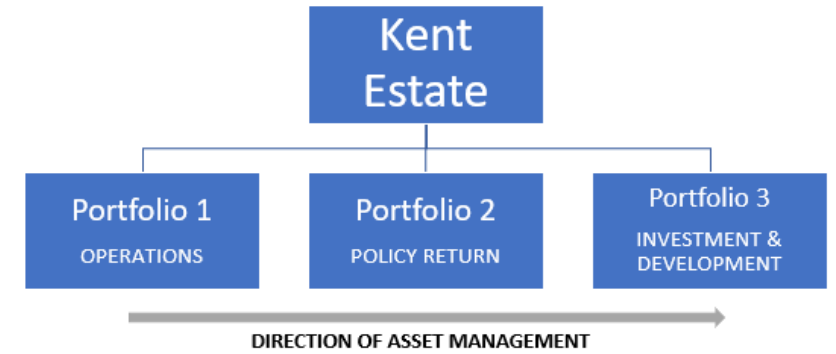 Kent
Estate
Portfolio 1
OPERATIONS
Portfolio 2
POLICY RETURN
Portfolio 3
INVESTMENT &
DEVELOPMENT
DIRECTION OF ASSET MANAGEMENT